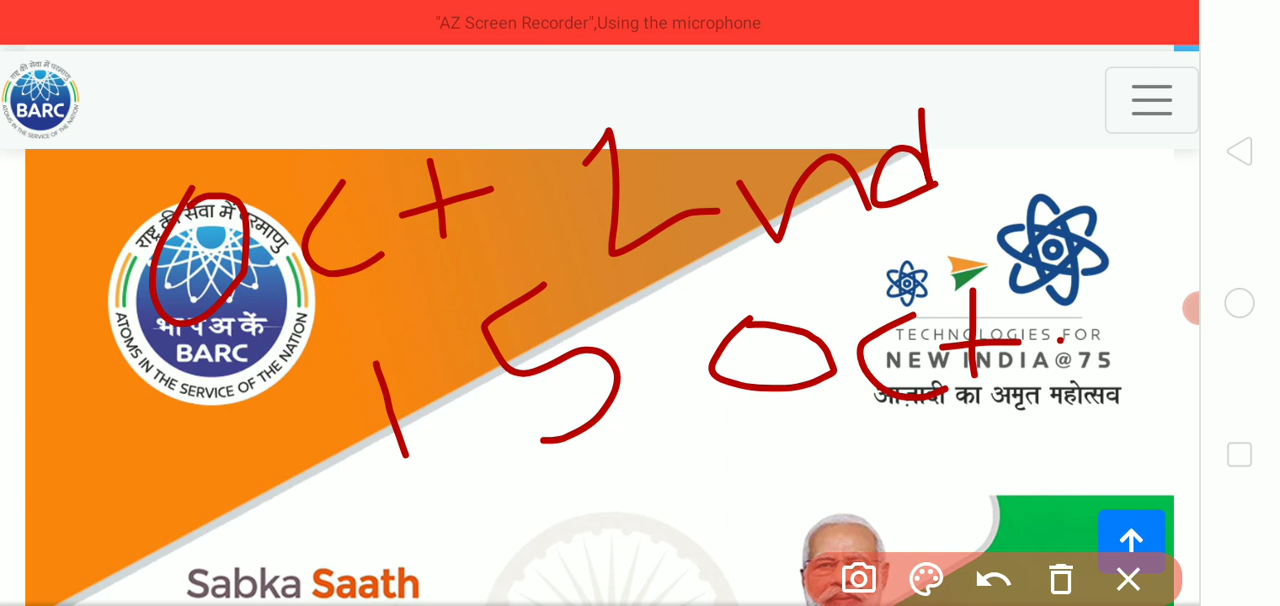 "AZ Screen Recorder",Using the microphone
राष्ट्र की सेवा में परमाणु
BARC
ATOMS IN THE SERVICE OF THE NATION
Oct 2nd
राष्ट्र की सेवा में परमाणु
भा प अ कें
BARC
ATOMS IN THE SERVICE OF THE NATION
15 Oct.
TECHNOLOGIES FOR
NEW INDIA@75
आज़ादी का अमृत महोत्सव
Sabka Saath